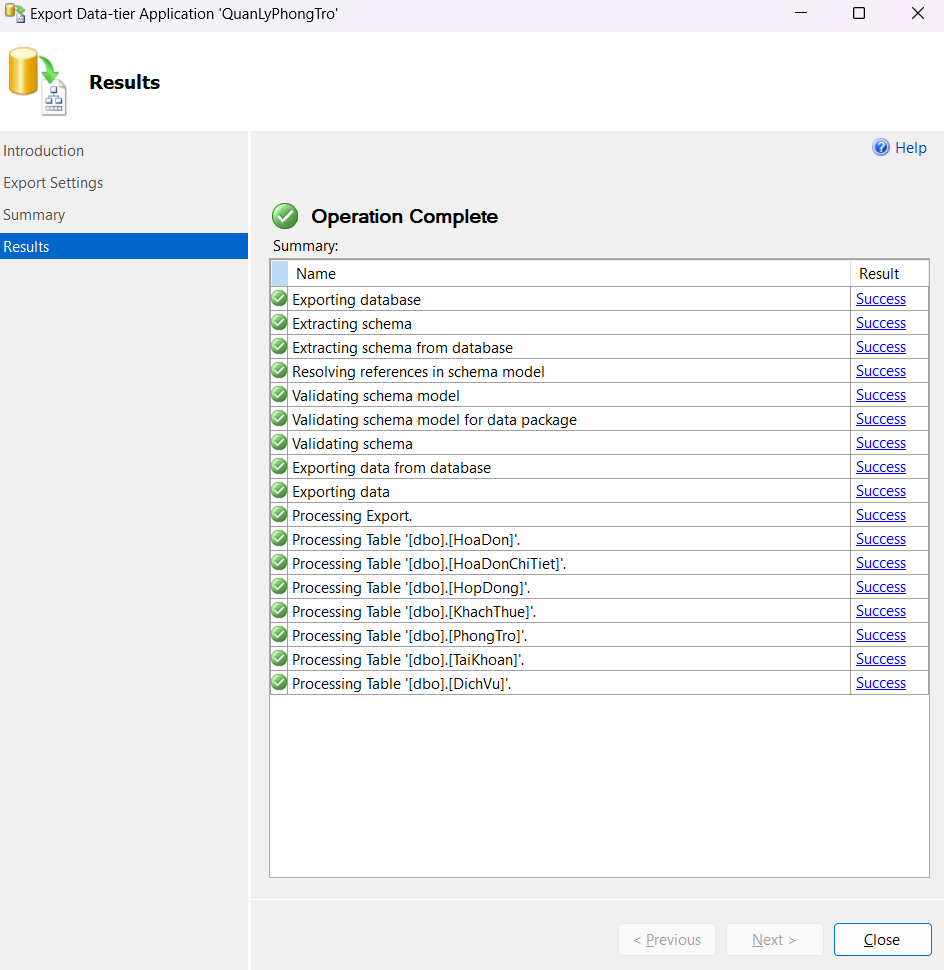 Export Data-tier Application 'QuanLyPhongTro'
Results
Introduction
Export Settings
Summary
Results
Help
Operation Complete
Summary:
Name Result
Exporting database Success
Extracting schema Success
Extracting schema from database Success
Resolving references in schema model Success
Validating schema model Success
Validating schema model for data package Success
Validating schema Success
Exporting data from database Success
Exporting data Success
Processing Export. Success
Processing Table '[dbo].[HoaDon]'. Success
Processing Table '[dbo].[HoaDonChiTiet]'. Success
Processing Table '[dbo].[HopDong]'. Success
Processing Table '[dbo].[KhachThue]'. Success
Processing Table '[dbo].[PhongTro]'. Success
Processing Table '[dbo].[TaiKhoan]'. Success
Processing Table '[dbo].[DichVu]'. Success
< Previous Next > Close